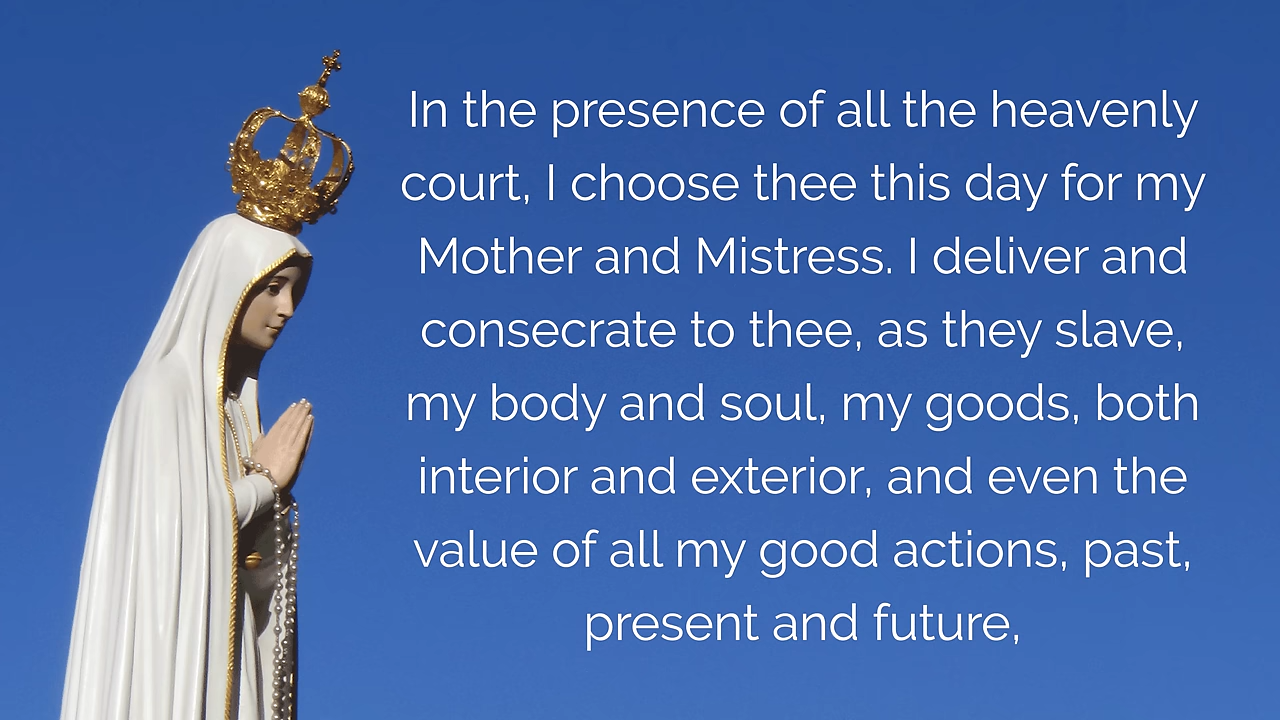 In the presence of all the heavenly
court, I choose thee this day for my
Mother and Mistress. I deliver and
consecrate to thee, as they slave,
my body and soul, my goods, both
interior and exterior, and even the
value of all my good actions, past,
present and future,